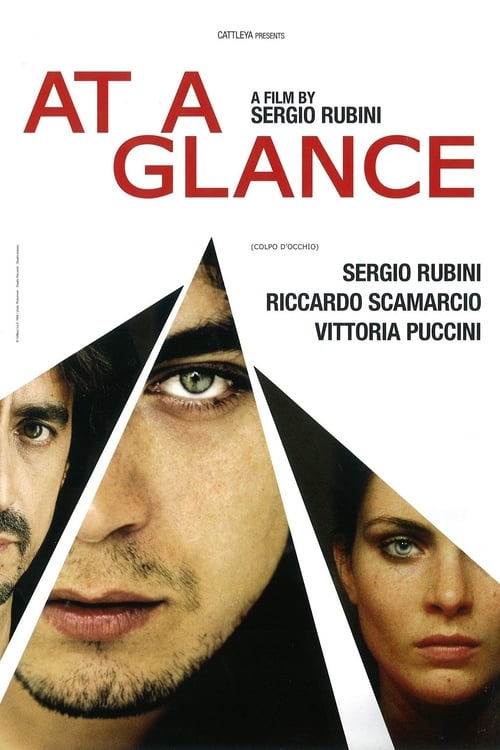 CATTLEYA PRESENTS
AT A
GLANCE
A FILM BY
SERGIO RUBINI
(COLPO D'OCCHIO)
SERGIO RUBINI
RICCARDO SCAMARCIO
VITTORIA PUCCINI